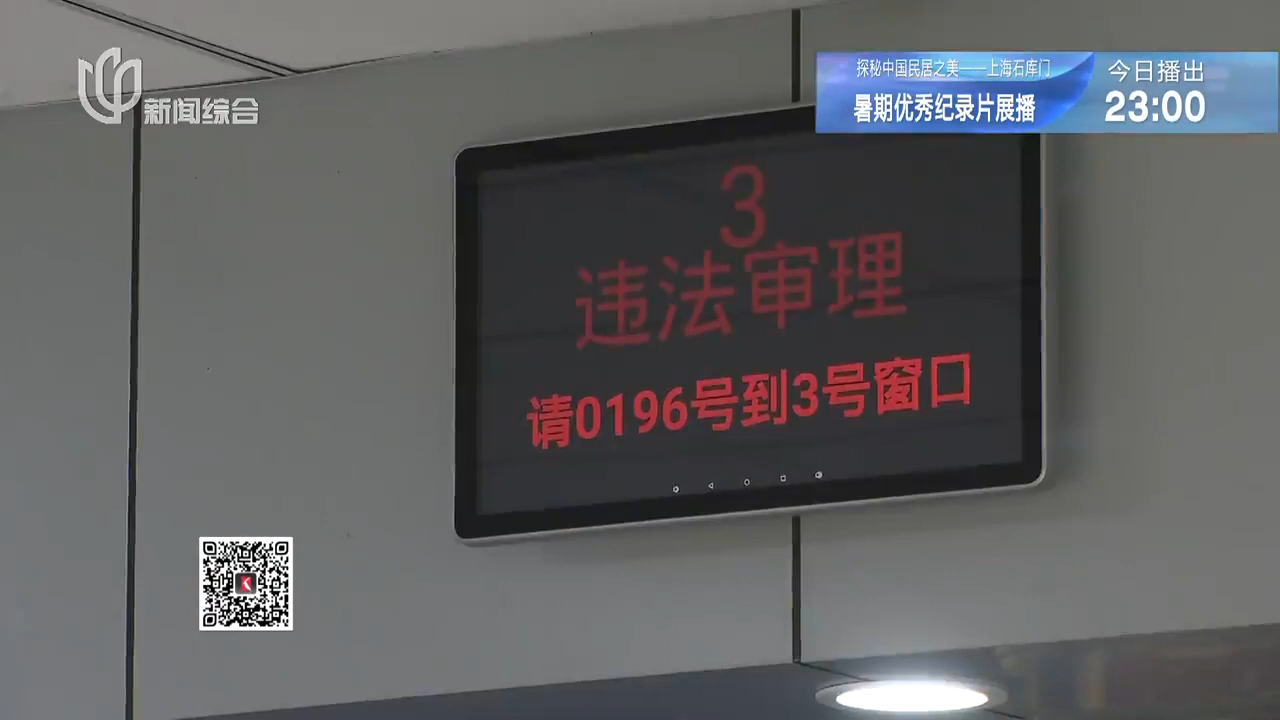 新闻综合
探秘中国民居之美——上海石库门
暑期优秀纪录片展播
今日播出
23:00
3
违法审理
请0196号到3号窗口